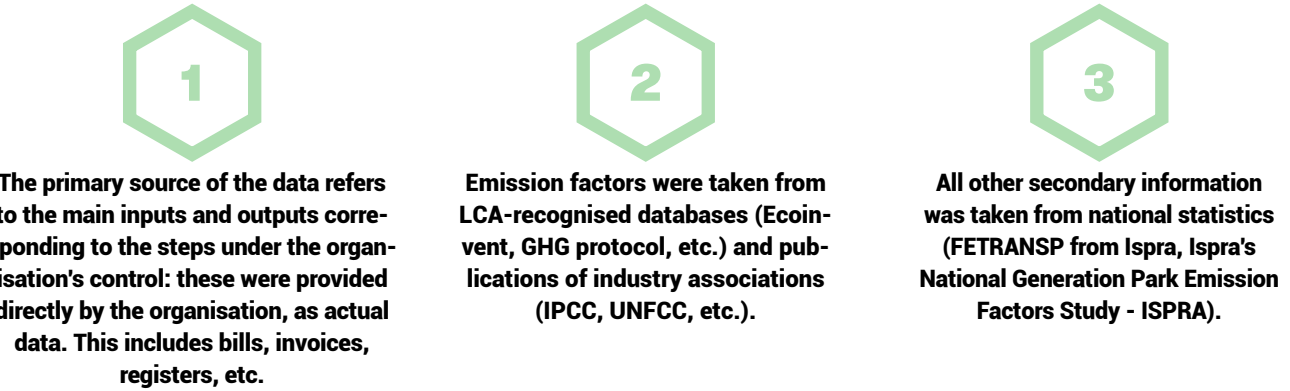 1
The primary source of the data refers
to the main inputs and outputs corre-
ponding to the steps under the organ-
isation's control: these were provided
directly by the organisation, as actual
data. This includes bills, invoices,
registers, etc.
2
Emission factors were taken from
LCA-recognised databases (Ecoin-
vent, GHG protocol, etc.) and pub-
lications of industry associations
(IPCC, UNFCC, etc.).
3
All other secondary information
was taken from national statistics
(FETRANSP from Ispra, Ispra's
National Generation Park Emission
Factors Study - ISPRA).